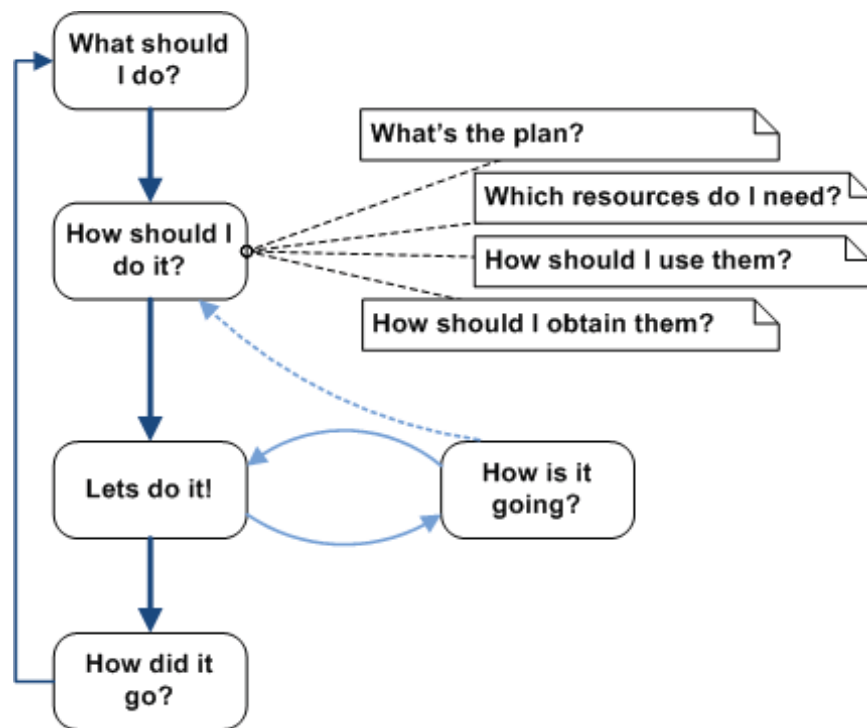 What should
I do?
What's the plan?
Which resources do I need?
How should I
do it?
How should I use them?
How should I obtain them?
Lets do it!
How is it
going?
How did it
go?